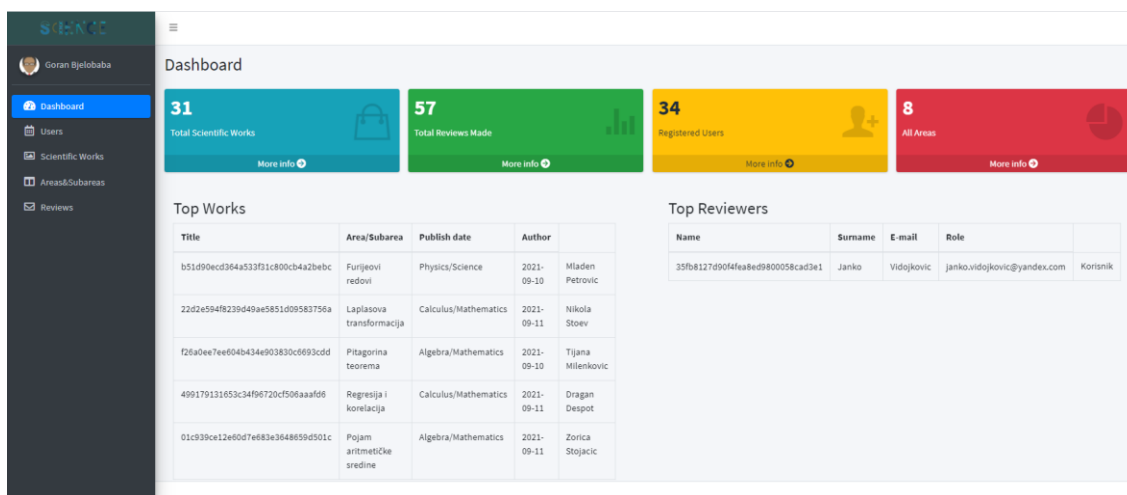 SCIENCE
Goran Bjelobaba
Dashboard
Users
Scientific Works
Areas&Subareas
Reviews
Dashboard
31
Total Scientific Works
More info
57
Total Reviews Made
More info
34
Registered Users
More info
8
All Areas
More info
Top Works
Title Area/Subarea Publish date Author
b51d90ecd364a533f31c800cb4a2bebc Furijeovi Physics/Science 2021- Mladen
redovi 09-10 Petrovic
22d2e594f8239d49ae5851d09583756a Laplasova Calculus/Mathematics 2021- Nikola
transformacija 09-11 Stoev
f26a0ee7ee604b434e903830c6693cdd Pitagorina Algebra/Mathematics 2021- Tijana
teorema 09-10 Milenkovic
499179131653c34f96720cf506aaafd6 Regresija i Calculus/Mathematics 2021- Dragan
korelacija 09-11 Despot
01c939ce12e60d7e683e3648659d501c Pojam Algebra/Mathematics 2021- Zorica
aritmetičke 09-11 Stojacic
sredine
Top Reviewers
Name Surname E-mail Role
35fb8127d90f4fea8ed9800058cad3e1 Janko Vidojkovic janko.vidojkovic@yandex.com Korisnik